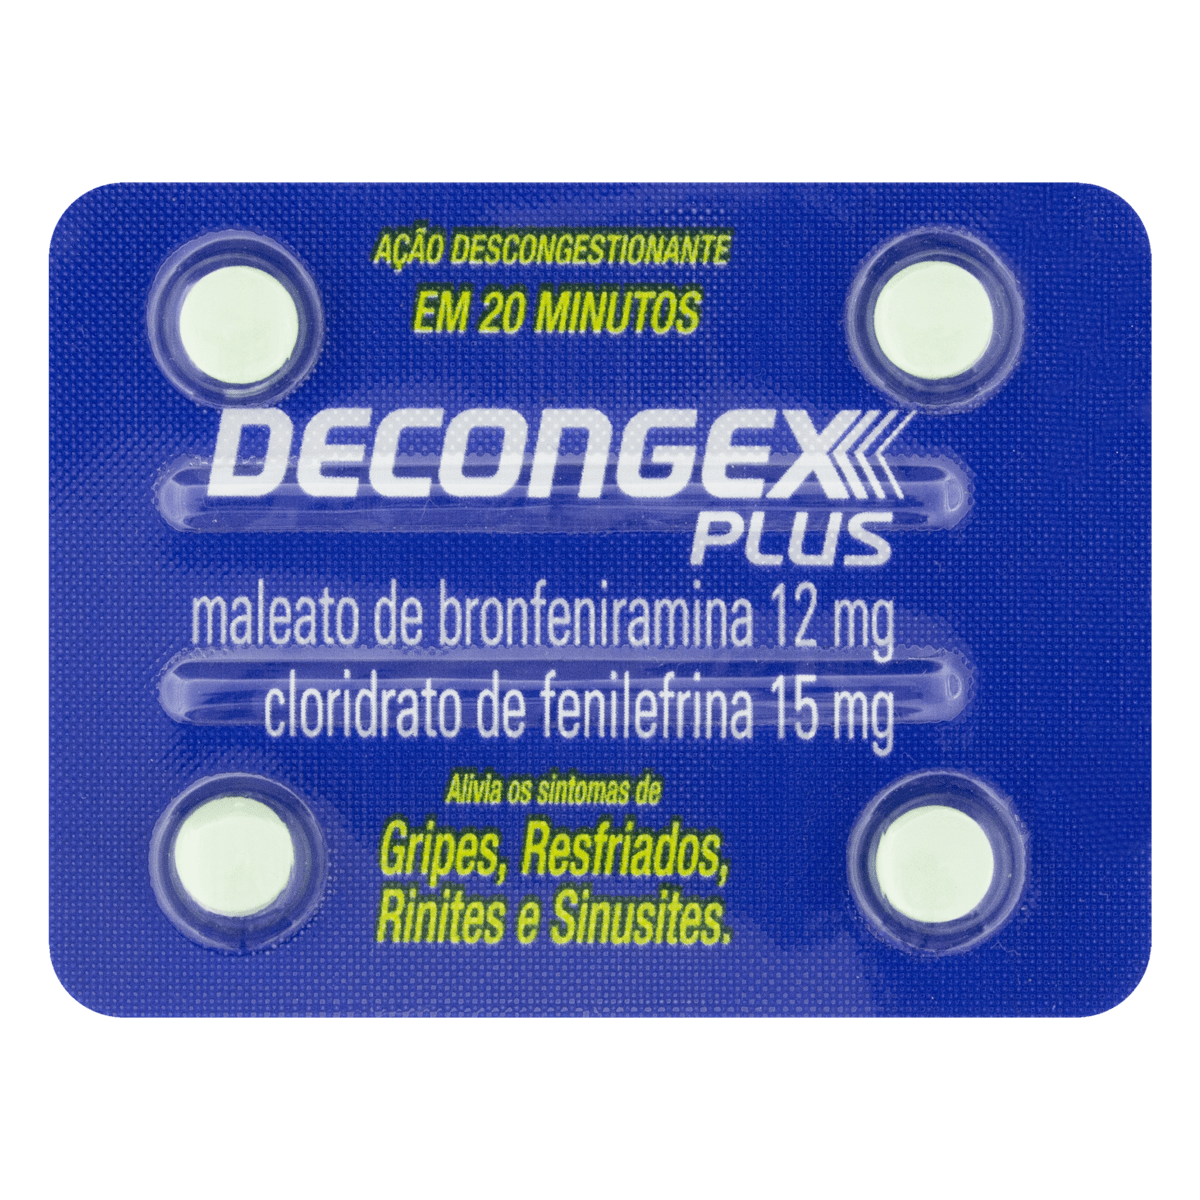 AÇÃO DESCONGESTIONANTE
EM 20 MINUTOS
DECONGEX
PLUS
maleato de bronfeniramina 12 mg
cloridrato de fenilefrina 15 mg
Alivia os sintomas de
Gripes, Resfriados,
Rinites e Sinusites.